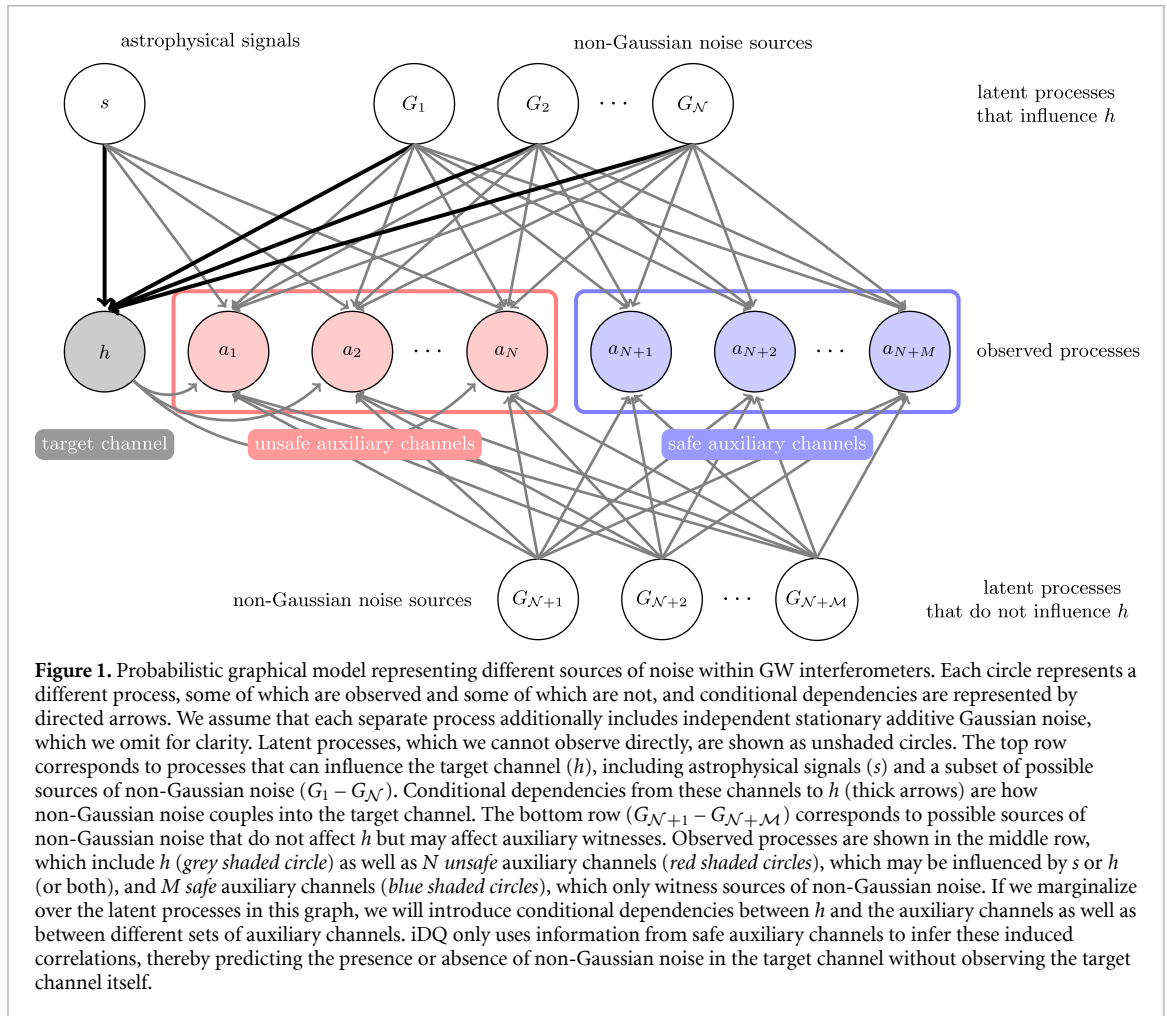 astrophysical signals
non-Gaussian noise sources
s
G₁
G₂
···
G𝒩
latent processes
that influence h
h
a₁
a₂
···
a_N
a_{N+1}
a_{N+2}
···
a_{N+M}
observed processes
target channel
unsafe auxiliary channels
safe auxiliary channels
non-Gaussian noise sources
G_{𝒩+1}
G_{𝒩+2}
···
G_{𝒩+ℳ}
latent processes
that do not influence h
Figure 1. Probabilistic graphical model representing different sources of noise within GW interferometers. Each circle represents a
different process, some of which are observed and some of which are not, and conditional dependencies are represented by
directed arrows. We assume that each separate process additionally includes independent stationary additive Gaussian noise,
which we omit for clarity. Latent processes, which we cannot observe directly, are shown as unshaded circles. The top row
corresponds to processes that can influence the target channel (h), including astrophysical signals (s) and a subset of possible
sources of non-Gaussian noise (G₁ – G𝒩). Conditional dependencies from these channels to h (thick arrows) are how
non-Gaussian noise couples into the target channel. The bottom row (G_{𝒩+1} – G_{𝒩+ℳ}) corresponds to possible sources of
non-Gaussian noise that do not affect h but may affect auxiliary witnesses. Observed processes are shown in the middle row,
which include h (grey shaded circle) as well as N unsafe auxiliary channels (red shaded circles), which may be influenced by s or h
(or both), and M safe auxiliary channels (blue shaded circles), which only witness sources of non-Gaussian noise. If we marginalize
over the latent processes in this graph, we will introduce conditional dependencies between h and the auxiliary channels as well as
between different sets of auxiliary channels. iDQ only uses information from safe auxiliary channels to infer these induced
correlations, thereby predicting the presence or absence of non-Gaussian noise in the target channel without observing the target
channel itself.